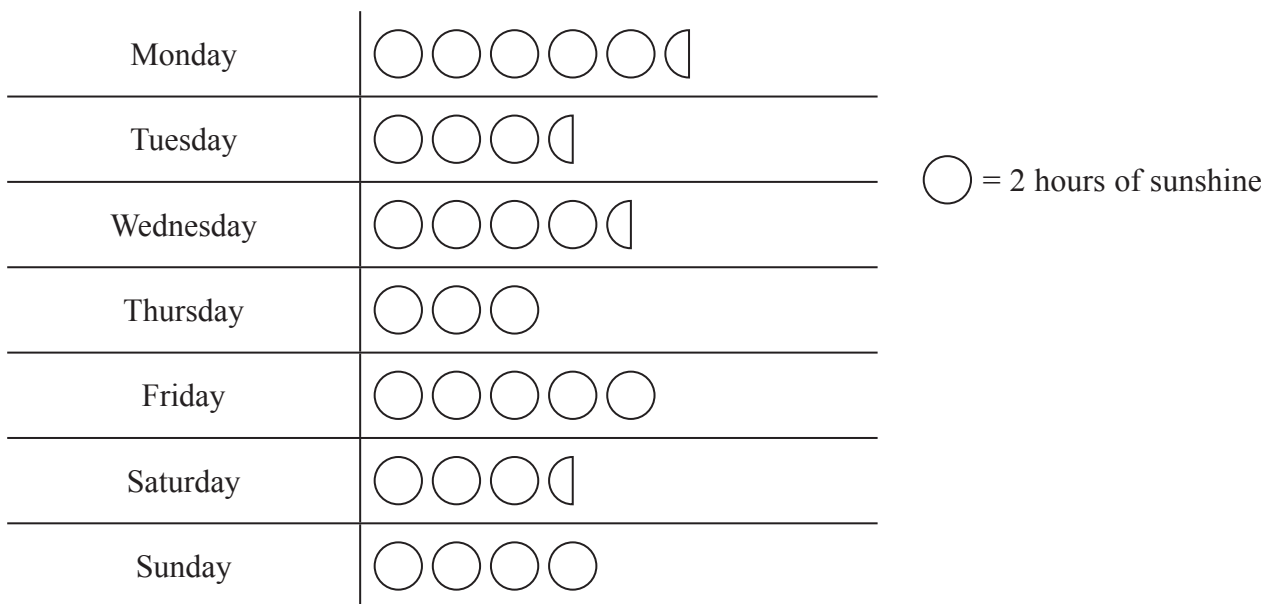 Monday
Tuesday
= 2 hours of sunshine
Wednesday
Thursday
Friday
Saturday
Sunday